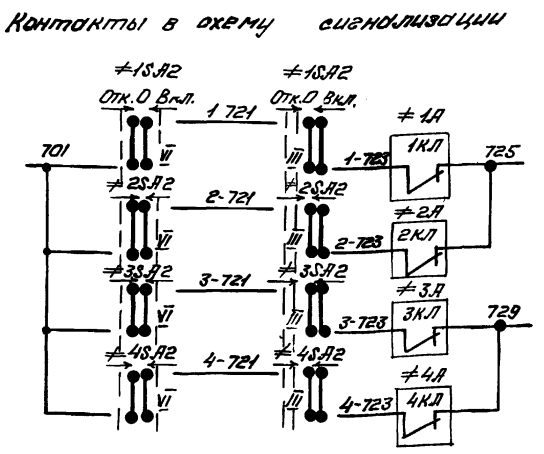 Контакты в схему сигнализации
≠1SA2 ≠1SA2
Отк. О Вкл. Отк. О Вкл.
1-721 ≠1А
701 VI III 1-723 1КЛ 725
≠2SA2 ≠2SA2
2-721 ≠2А
VI III 2-723 2КЛ
≠3SA2 ≠3SA2
3-721 ≠3А
VI III 3-723 3КЛ 729
≠4SA2 ≠4SA2
4-721 ≠4А
VI III 4-723 4КЛ